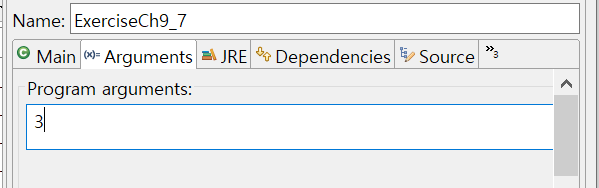 Name: ExerciseCh9_7
Main (x)= Arguments JRE Dependencies Source »3
Program arguments:
3